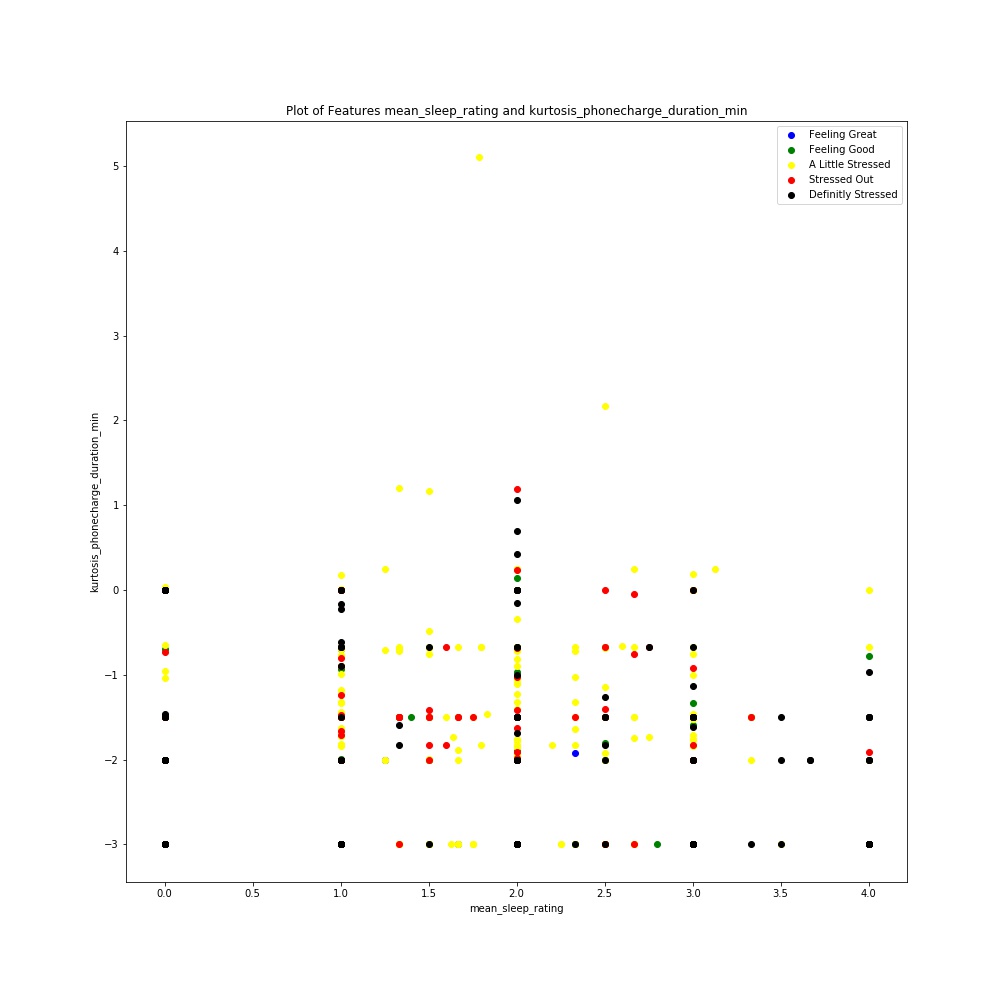 Plot of Features mean_sleep_rating and kurtosis_phonecharge_duration_min
Feeling Great
Feeling Good
A Little Stressed
Stressed Out
Definitly Stressed
kurtosis_phonecharge_duration_min
5
4
3
2
1
0
−1
−2
−3
0.0 0.5 1.0 1.5 2.0 2.5 3.0 3.5 4.0
mean_sleep_rating